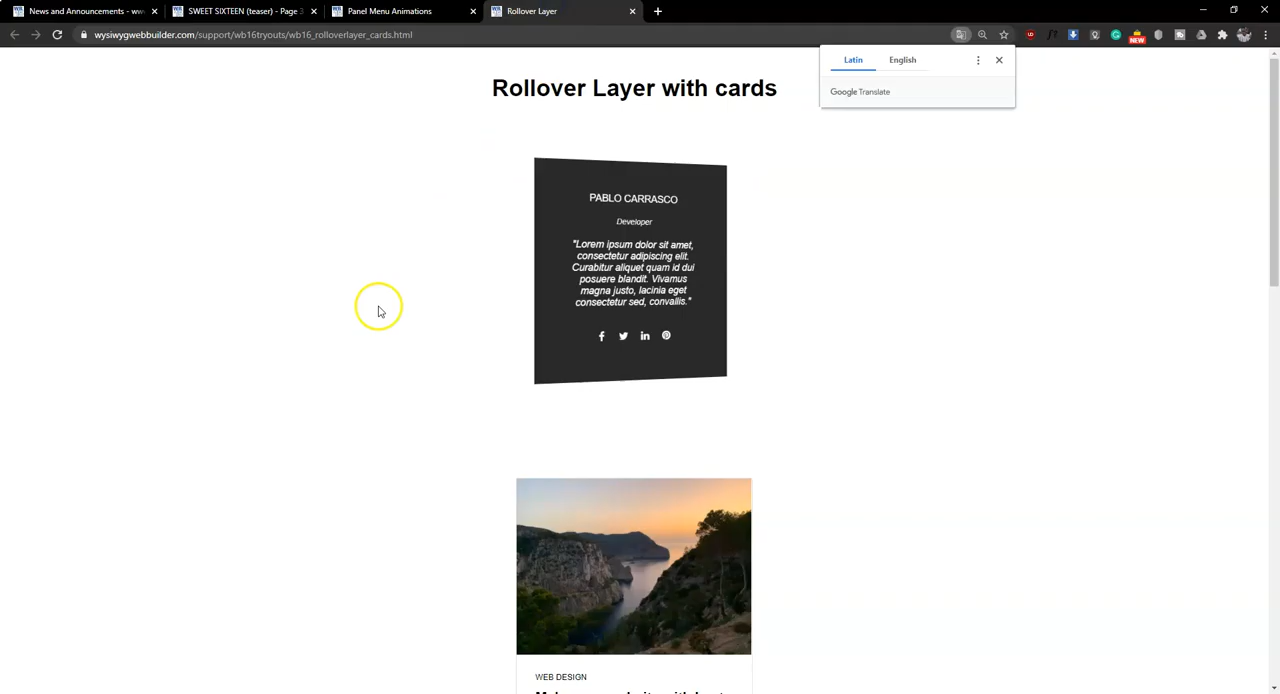 News and Announcements - ww
SWEET SIXTEEN (teaser) - Page 3
Panel Menu Animations
Rollover Layer
wysiwygwebbuilder.com/support/wb16tryouts/wb16_rolloverlayer_cards.html
NEW
Latin
English
Google Translate
Rollover Layer with cards
PABLO CARRASCO
Developer
"Lorem ipsum dolor sit amet,
consectetur adipiscing elit.
Curabitur aliquet quam id dui
posuere blandit. Vivamus
magna justo, lacinia eget
consectetur sed, convallis."
WEB DESIGN